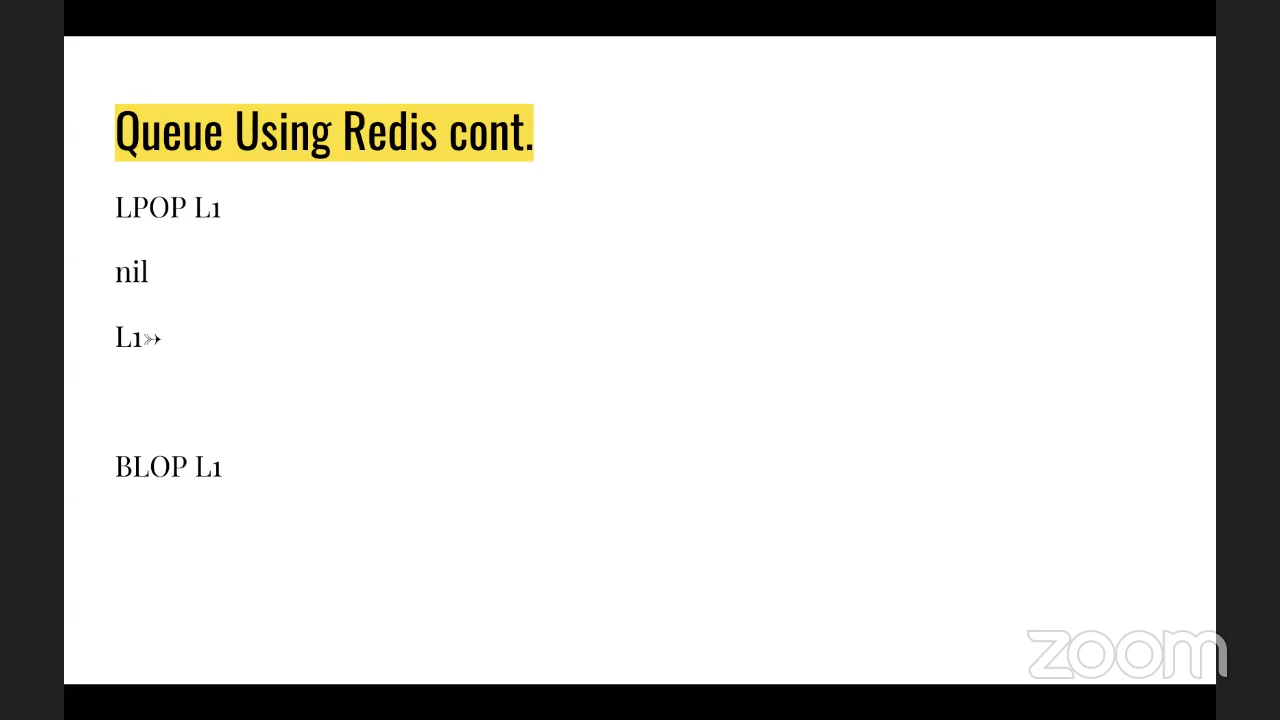 Queue Using Redis cont.
LPOP L1
nil
L1➳
BLOP L1
zoom